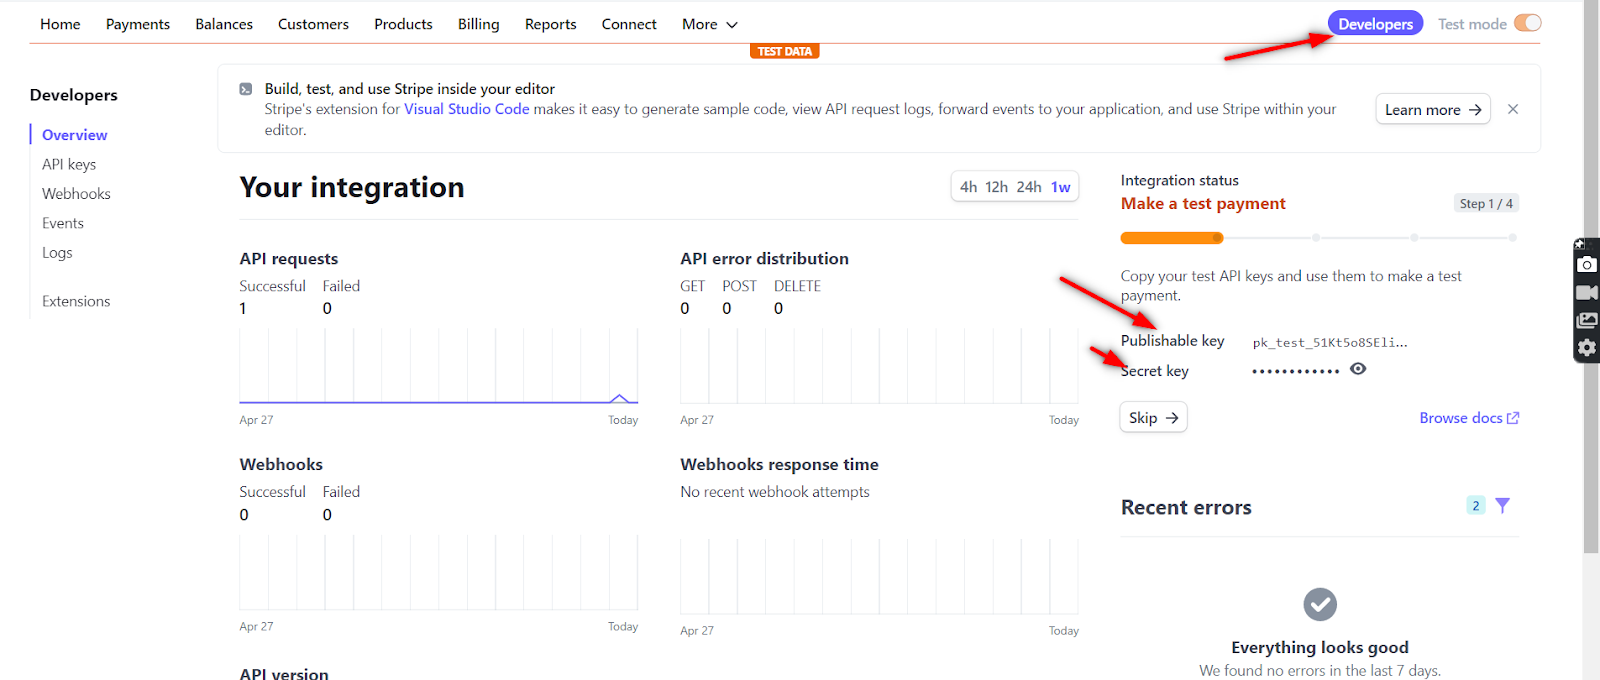 Home Payments Balances Customers Products Billing Reports Connect More Developers Test mode
TEST DATA
Developers
Overview
API keys
Webhooks
Events
Logs
Extensions
Build, test, and use Stripe inside your editor
Stripe's extension for Visual Studio Code makes it easy to generate sample code, view API request logs, forward events to your application, and use Stripe within your
editor.
Learn more →
Your integration
4h 12h 24h 1w
API requests
Successful Failed
1 0
Apr 27 Today
API error distribution
GET POST DELETE
0 0 0
Apr 27 Today
Webhooks
Successful Failed
0 0
Apr 27 Today
Webhooks response time
No recent webhook attempts
Apr 27 Today
API version
Integration status
Make a test payment
Step 1 / 4
Copy your test API keys and use them to make a test
payment.
Publishable key pk_test_51Kt5o8SEli...
Secret key ••••••••••••
Skip →
Browse docs
Recent errors
2
Everything looks good
We found no errors in the last 7 days.